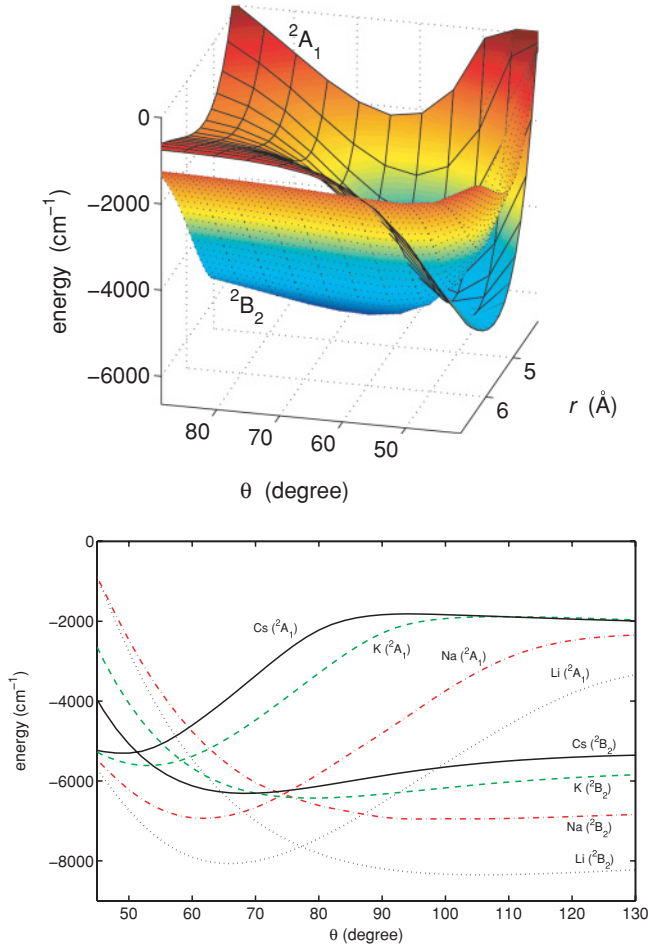 ²A₁
0
−2000
−4000
−6000
energy (cm⁻¹)
²B₂
80
70
60
50
5
6
r (Å)
θ (degree)
0
−2000
−4000
−6000
−8000
energy (cm⁻¹)
Cs (²A₁)
K (²A₁)
Na (²A₁)
Li (²A₁)
Cs (²B₂)
K (²B₂)
Na (²B₂)
Li (²B₂)
50 60 70 80 90 100 110 120 130
θ (degree)